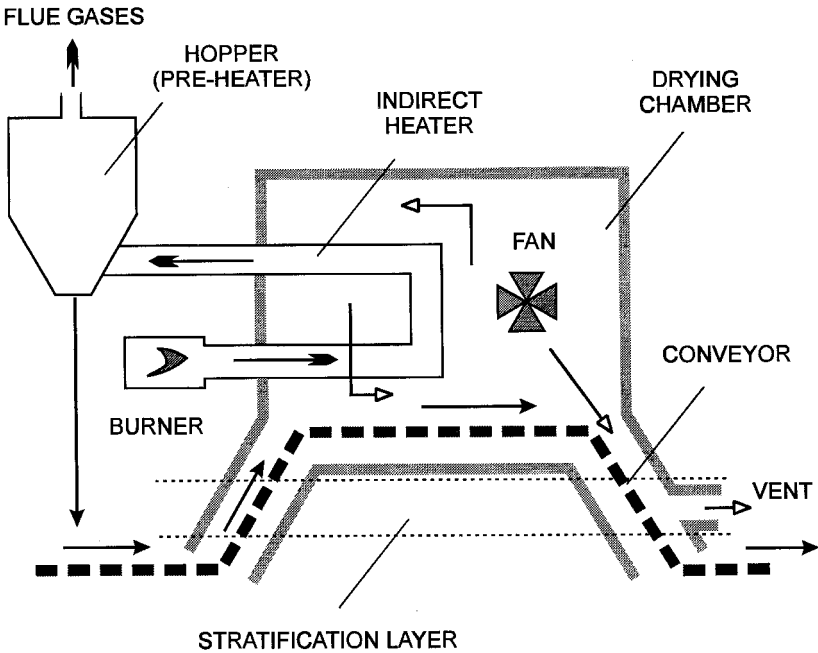 FLUE GASES
HOPPER
(PRE-HEATER)
INDIRECT
HEATER
DRYING
CHAMBER
FAN
CONVEYOR
BURNER
VENT
STRATIFICATION LAYER